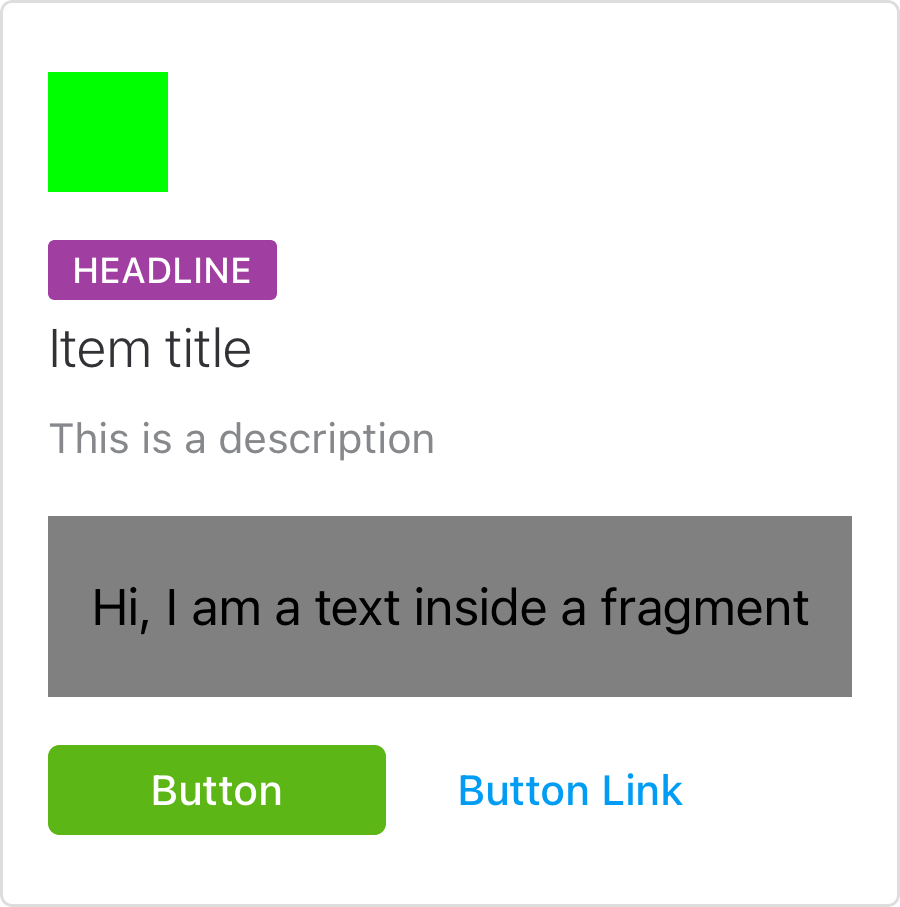 HEADLINE
Item title
This is a description
Hi, I am a text inside a fragment
Button
Button Link